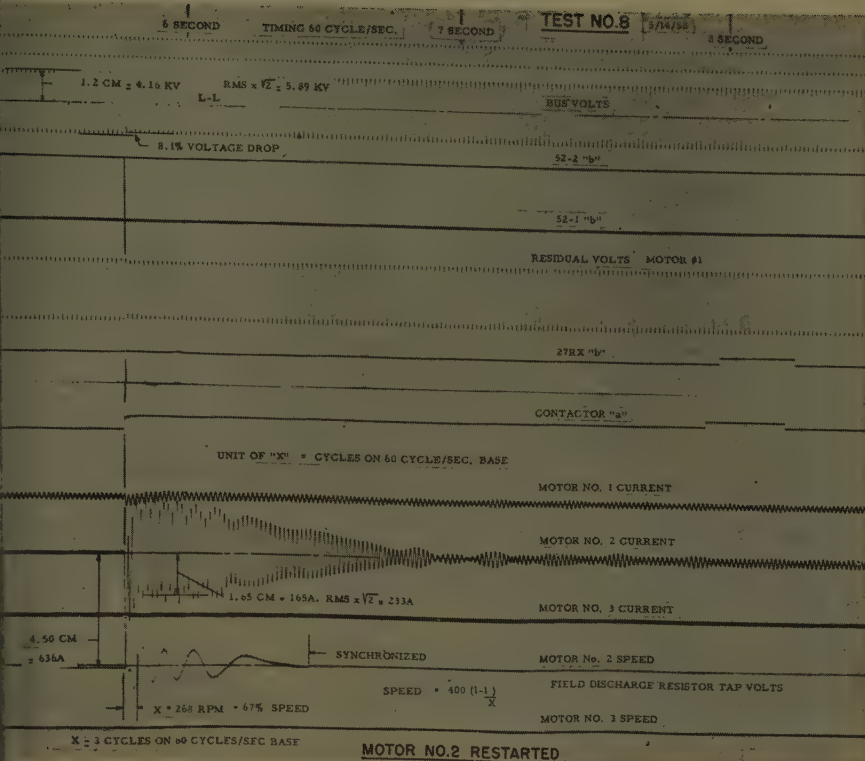 6 SECOND
TIMING 60 CYCLE/SEC.
7 SECOND
TEST NO.8
5/14/58
8 SECOND
1.2 CM = 4.16 KV RMS x √2 = 5.89 KV
L-L
BUS VOLTS
8.1% VOLTAGE DROP
52-2 "b"
52-1 "b"
RESIDUAL VOLTS MOTOR #1
27RX "b"
CONTACTOR "a"
UNIT OF "X" = CYCLES ON 60 CYCLE/SEC. BASE
MOTOR NO. 1 CURRENT
MOTOR NO. 2 CURRENT
1.65 CM = 165A. RMS x √2 = 233A
MOTOR NO. 3 CURRENT
4.50 CM
= 636A
SYNCHRONIZED
MOTOR No. 2 SPEED
SPEED = 400 (1-1/X)
FIELD DISCHARGE RESISTOR TAP VOLTS
X = 268 RPM = 67% SPEED
MOTOR NO. 3 SPEED
X = 3 CYCLES ON 60 CYCLES/SEC BASE
MOTOR NO.2 RESTARTED